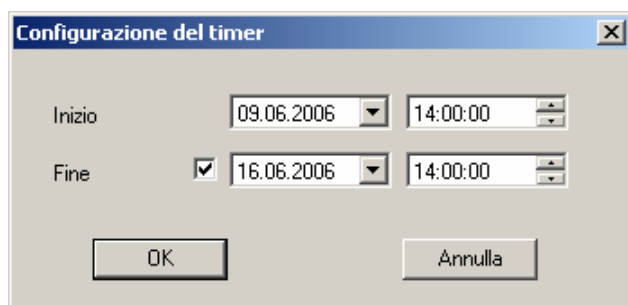 Configurazione del timer
Inizio 09.06.2006 14:00:00
Fine 16.06.2006 14:00:00
OK Annulla